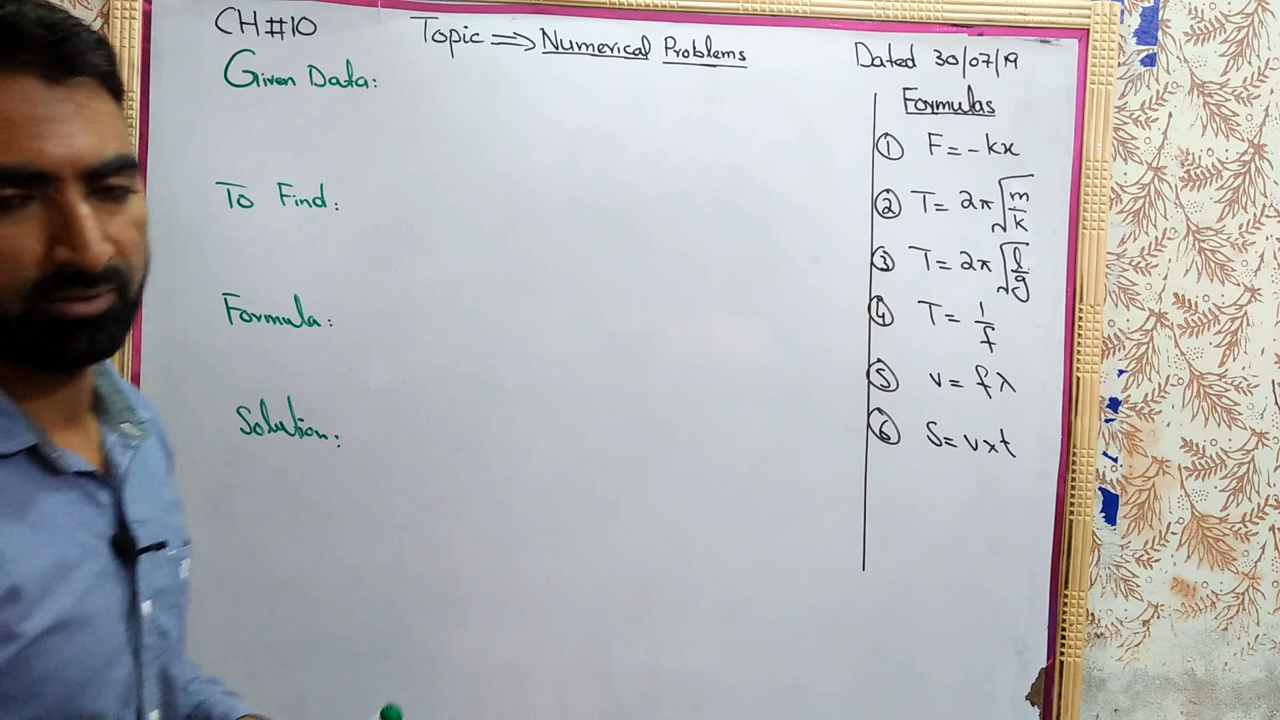 CH#10
Topic ⇒ Numerical Problems
Dated 30/07/19
Given Data:
To Find:
Formula:
Solution:
Formulas
① F = -kx
② T = 2π√(m/k)
③ T = 2π√(l/g)
④ T = 1/f
⑤ v = fλ
⑥ S = v×t